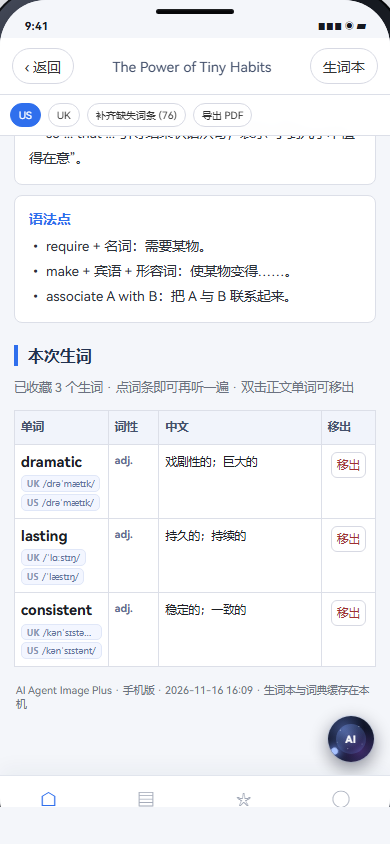 9:41
‹ 返回
The Power of Tiny Habits
生词本
US
UK
补齐缺失词条 (76)
导出 PDF
得在意”。
语法点
• require + 名词：需要某物。
• make + 宾语 + 形容词：使某物变得……。
• associate A with B：把 A 与 B 联系起来。
本次生词
已收藏 3 个生词 · 点词条即可再听一遍 · 双击正文单词可移出
单词 词性 中文 移出
dramatic adj. 戏剧性的；巨大的 移出
UK /drəˈmætɪk/
US /drəˈmætɪk/
lasting adj. 持久的；持续的 移出
UK /ˈlɑːstɪŋ/
US /ˈlæstɪŋ/
consistent adj. 稳定的；一致的 移出
UK /kənˈsɪstə...
US /kənˈsɪstənt/
AI Agent Image Plus · 手机版 · 2026-11-16 16:09 · 生词本与词典缓存在本
机
AI